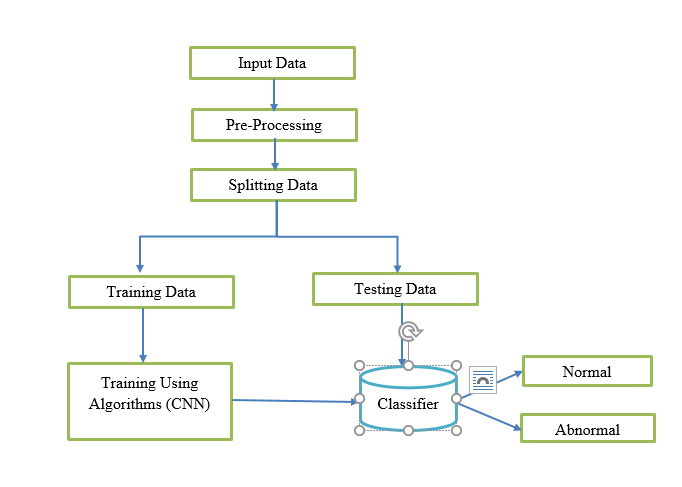 Input Data
Pre-Processing
Splitting Data
Training Data
Testing Data
Training Using
Algorithms (CNN)
Classifier
Normal
Abnormal